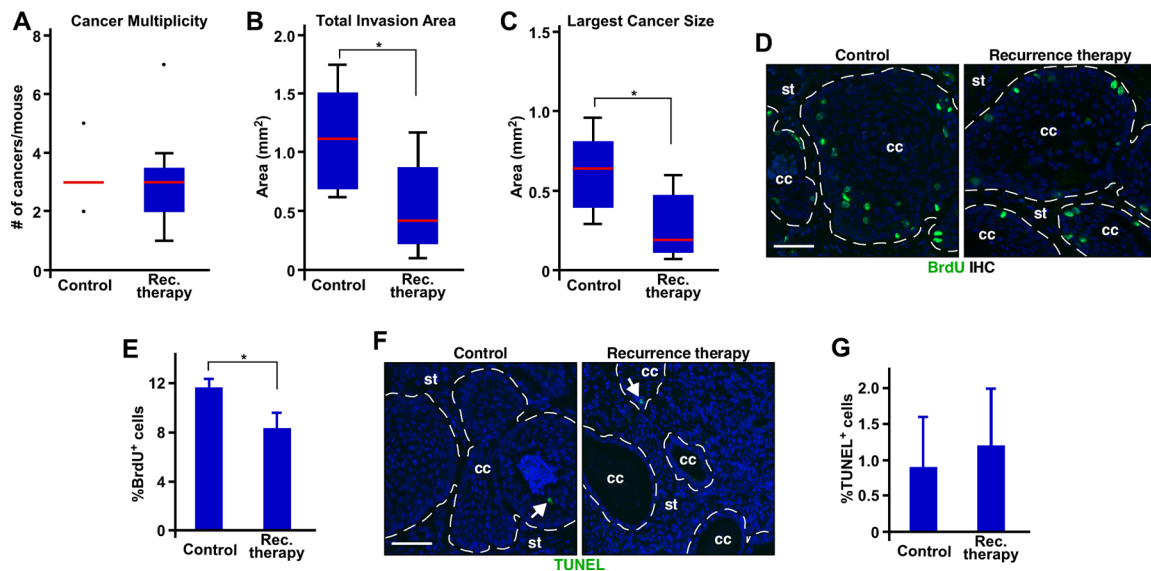 A
Cancer Multiplicity
# of cancers/mouse
8
6
4
2
0
Control
Rec.
therapy
B
Total Invasion Area
Area (mm²)
2.0
1.5
1.0
0.5
0
*
Control
Rec.
therapy
C
Largest Cancer Size
Area (mm²)
1.5
1.0
0.5
0
*
Control
Rec.
therapy
D
Control
Recurrence therapy
st
cc
cc
cc
st
cc
cc
st
BrdU IHC
E
%BrdU⁺ cells
12
8
4
0
*
Control
Rec.
therapy
F
Control
Recurrence therapy
st
cc
st
cc
cc
cc
st
cc
TUNEL
G
%TUNEL⁺ cells
2.0
1.5
1.0
0.5
0
Control
Rec.
therapy